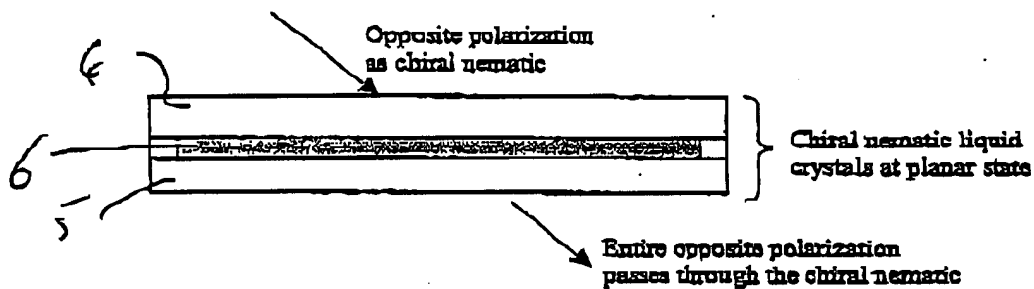 Opposite polarization
as chiral nematic
6
5
Chiral nematic liquid
crystals at planar state
Entire opposite polarization
passes through the chiral nematic